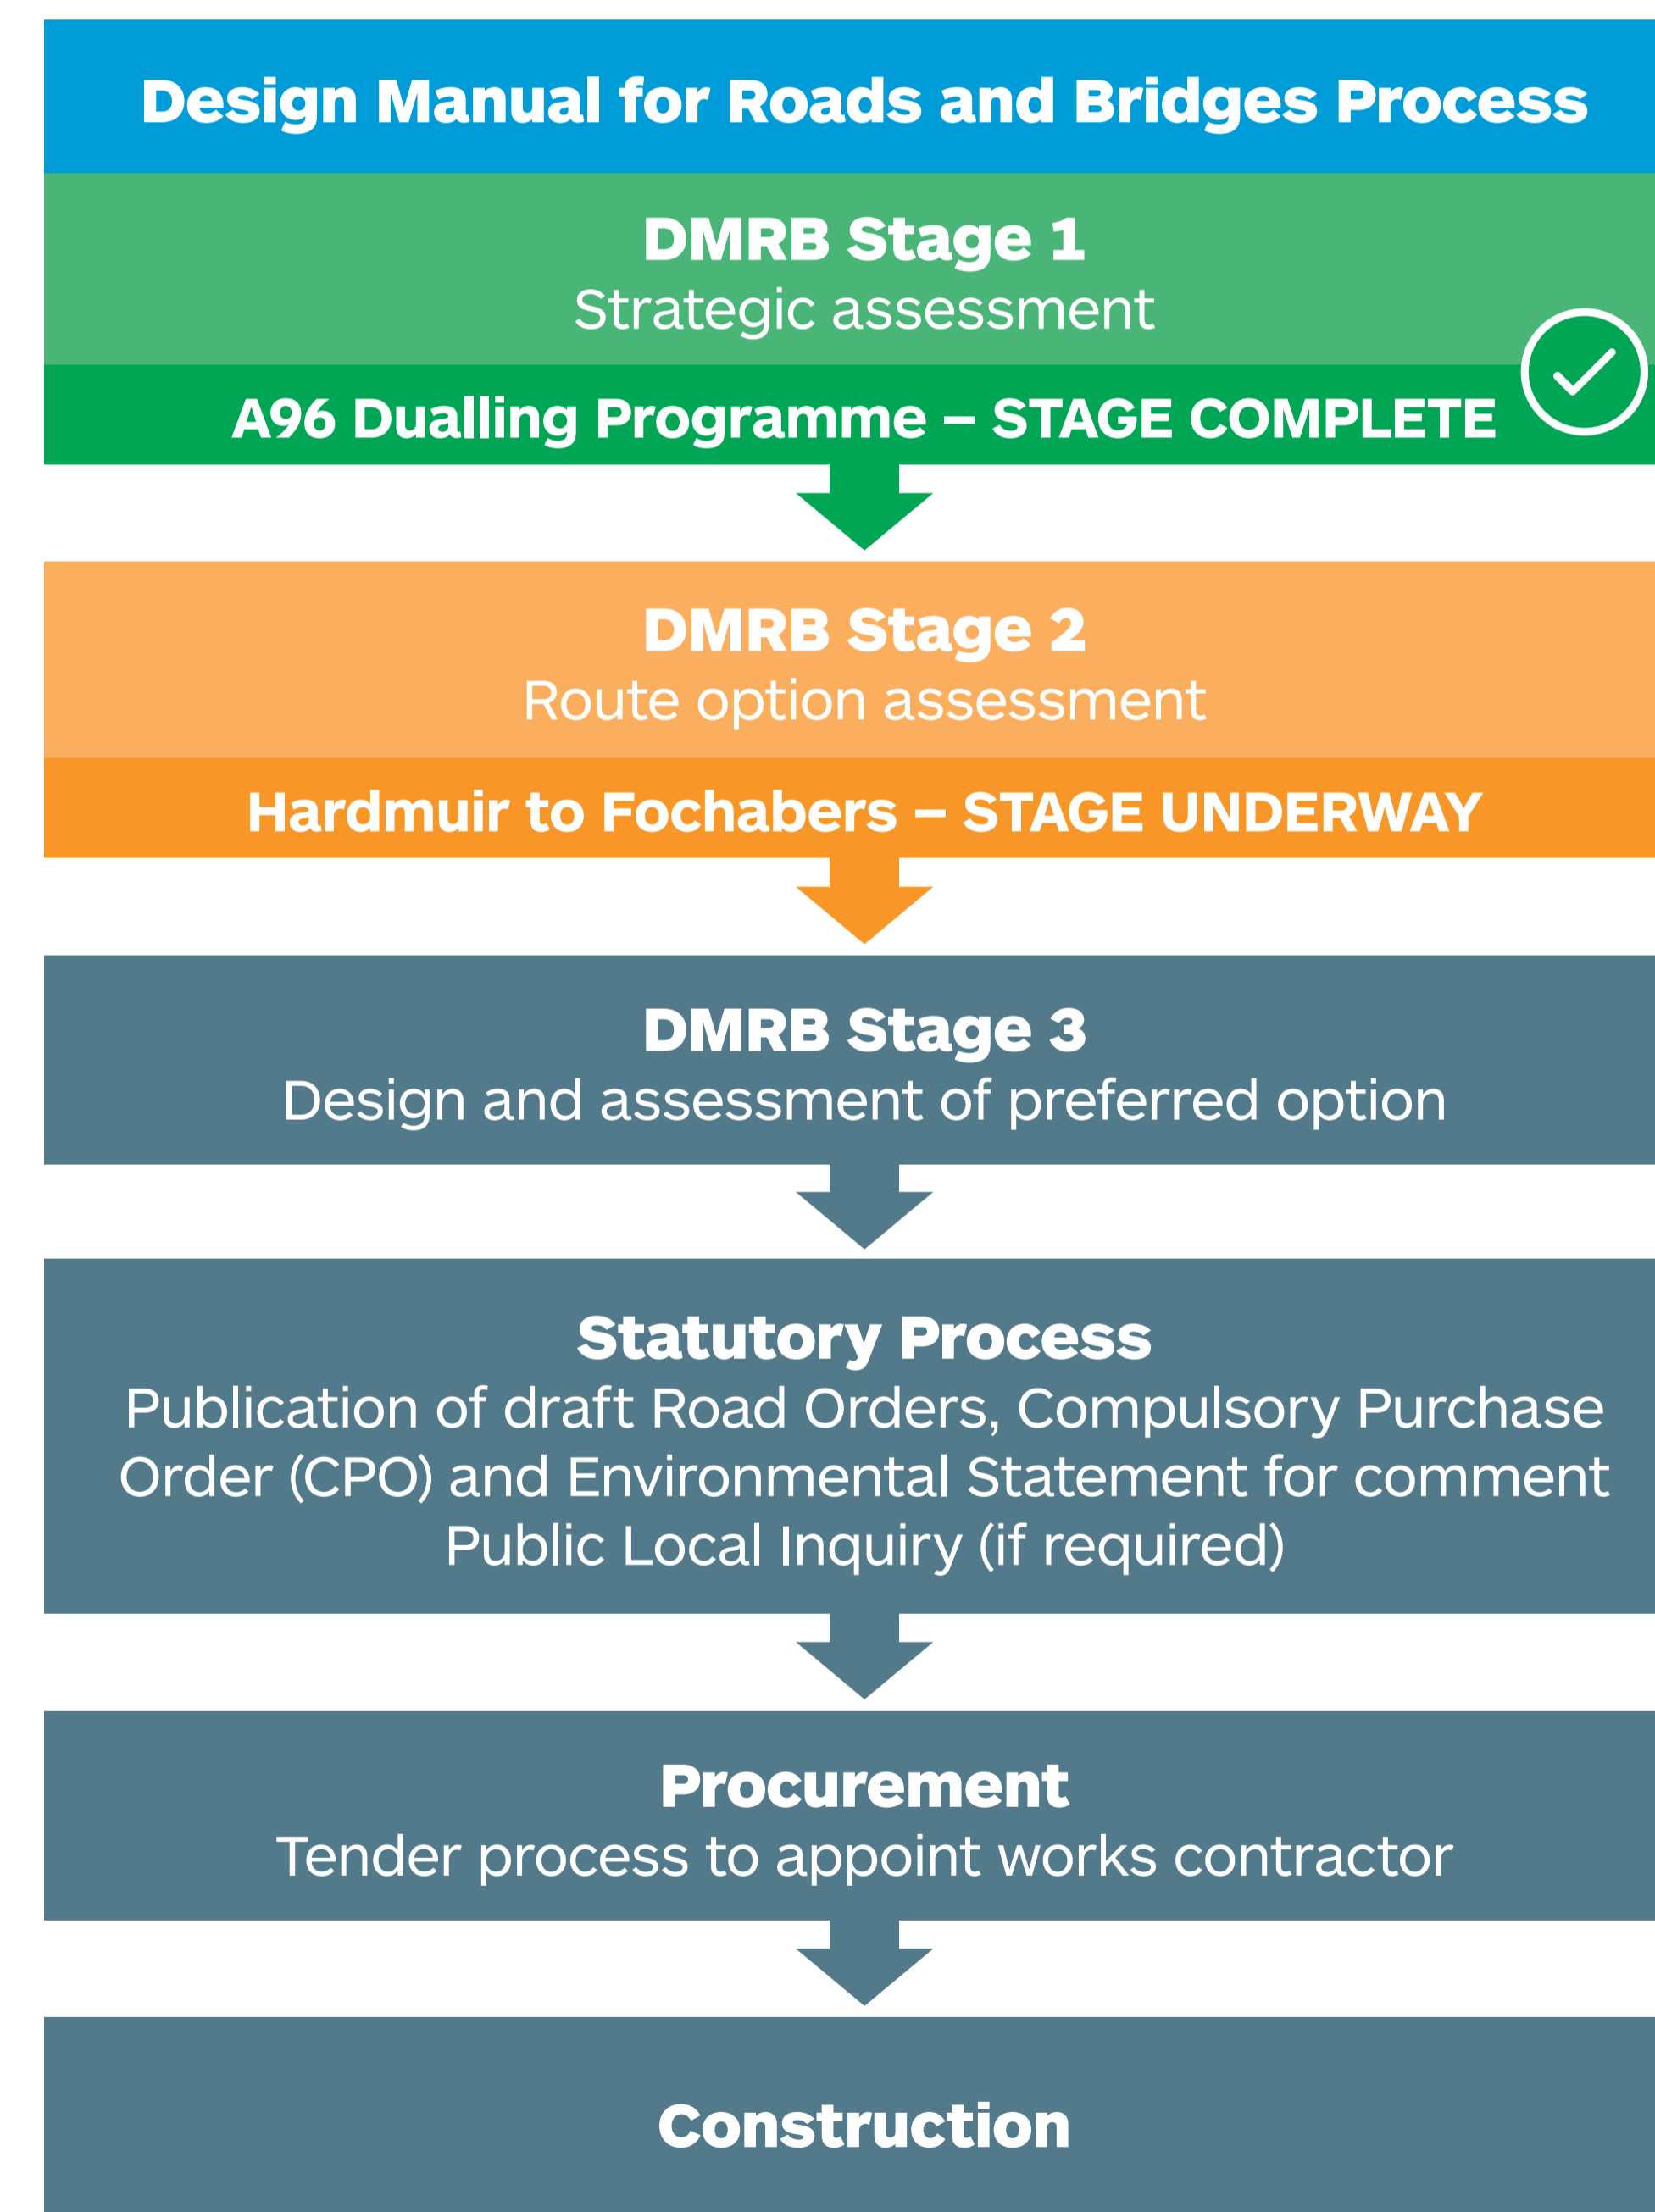 Design Manual for Roads and Bridges Process
DMRB Stage 1
Strategic assessment
A96 Dualling Programme – STAGE COMPLETE
DMRB Stage 2
Route option assessment
Hardmuir to Fochabers – STAGE UNDERWAY
DMRB Stage 3
Design and assessment of preferred option
Statutory Process
Publication of draft Road Orders, Compulsory Purchase
Order (CPO) and Environmental Statement for comment
Public Local Inquiry (if required)
Procurement
Tender process to appoint works contractor
Construction